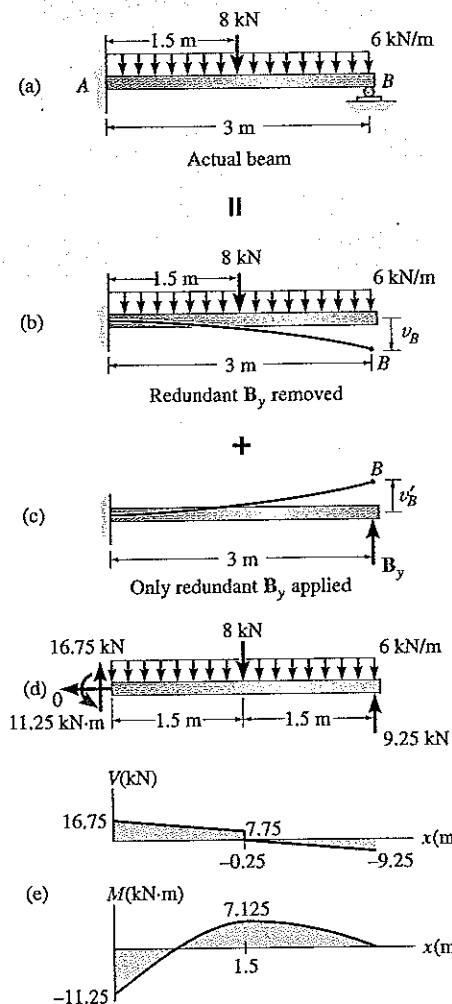 8 kN
1.5 m
6 kN/m
(a)
A
B
3 m
Actual beam
=
8 kN
1.5 m
6 kN/m
(b)
v_B
3 m
B
Redundant B_y removed
+
B
(c)
v′_B
3 m
B_y
Only redundant B_y applied
8 kN
16.75 kN
6 kN/m
(d)
0
11.25 kN·m
1.5 m
1.5 m
9.25 kN
V(kN)
16.75
7.75
x(m
−0.25
−9.25
(e)
M(kN·m)
7.125
x(m
1.5
−11.25